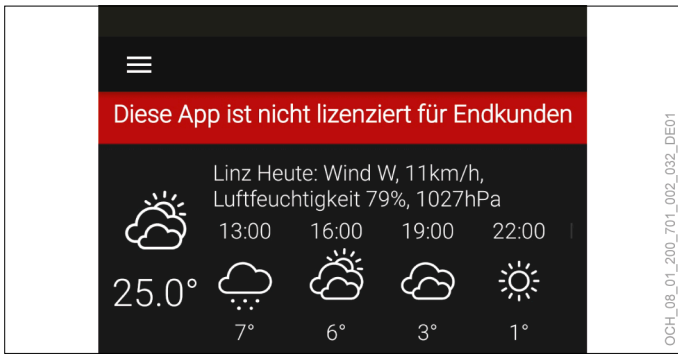 Diese App ist nicht lizenziert für Endkunden
Linz Heute: Wind W, 11km/h,
Luftfeuchtigkeit 79%, 1027hPa
13:00 16:00 19:00 22:00
25.0°
7° 6° 3° 1°
OCH_08_01_200_701_002_032_DE01